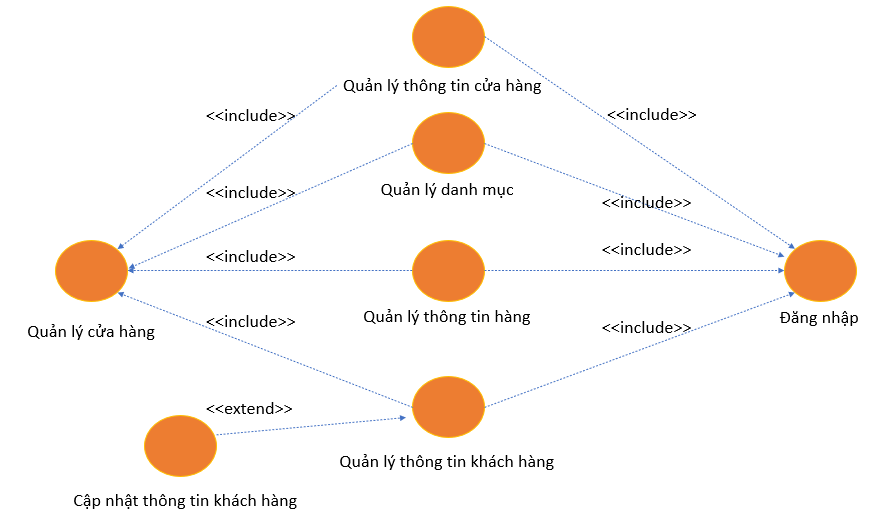 Quản lý thông tin cửa hàng
<<include>>
<<include>>
<<include>>
Quản lý danh mục
<<include>>
<<include>>
<<include>>
Quản lý thông tin hàng
Đăng nhập
<<include>>
<<include>>
Quản lý cửa hàng
<<extend>>
Quản lý thông tin khách hàng
Cập nhật thông tin khách hàng